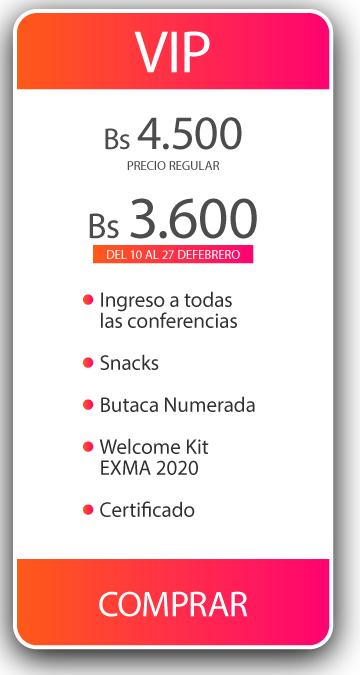 VIP
Bs 4.500
PRECIO REGULAR
Bs 3.600
DEL 10 AL 27 DEFEBRERO
Ingreso a todas
las conferencias
Snacks
Butaca Numerada
Welcome Kit
EXMA 2020
Certificado
COMPRAR